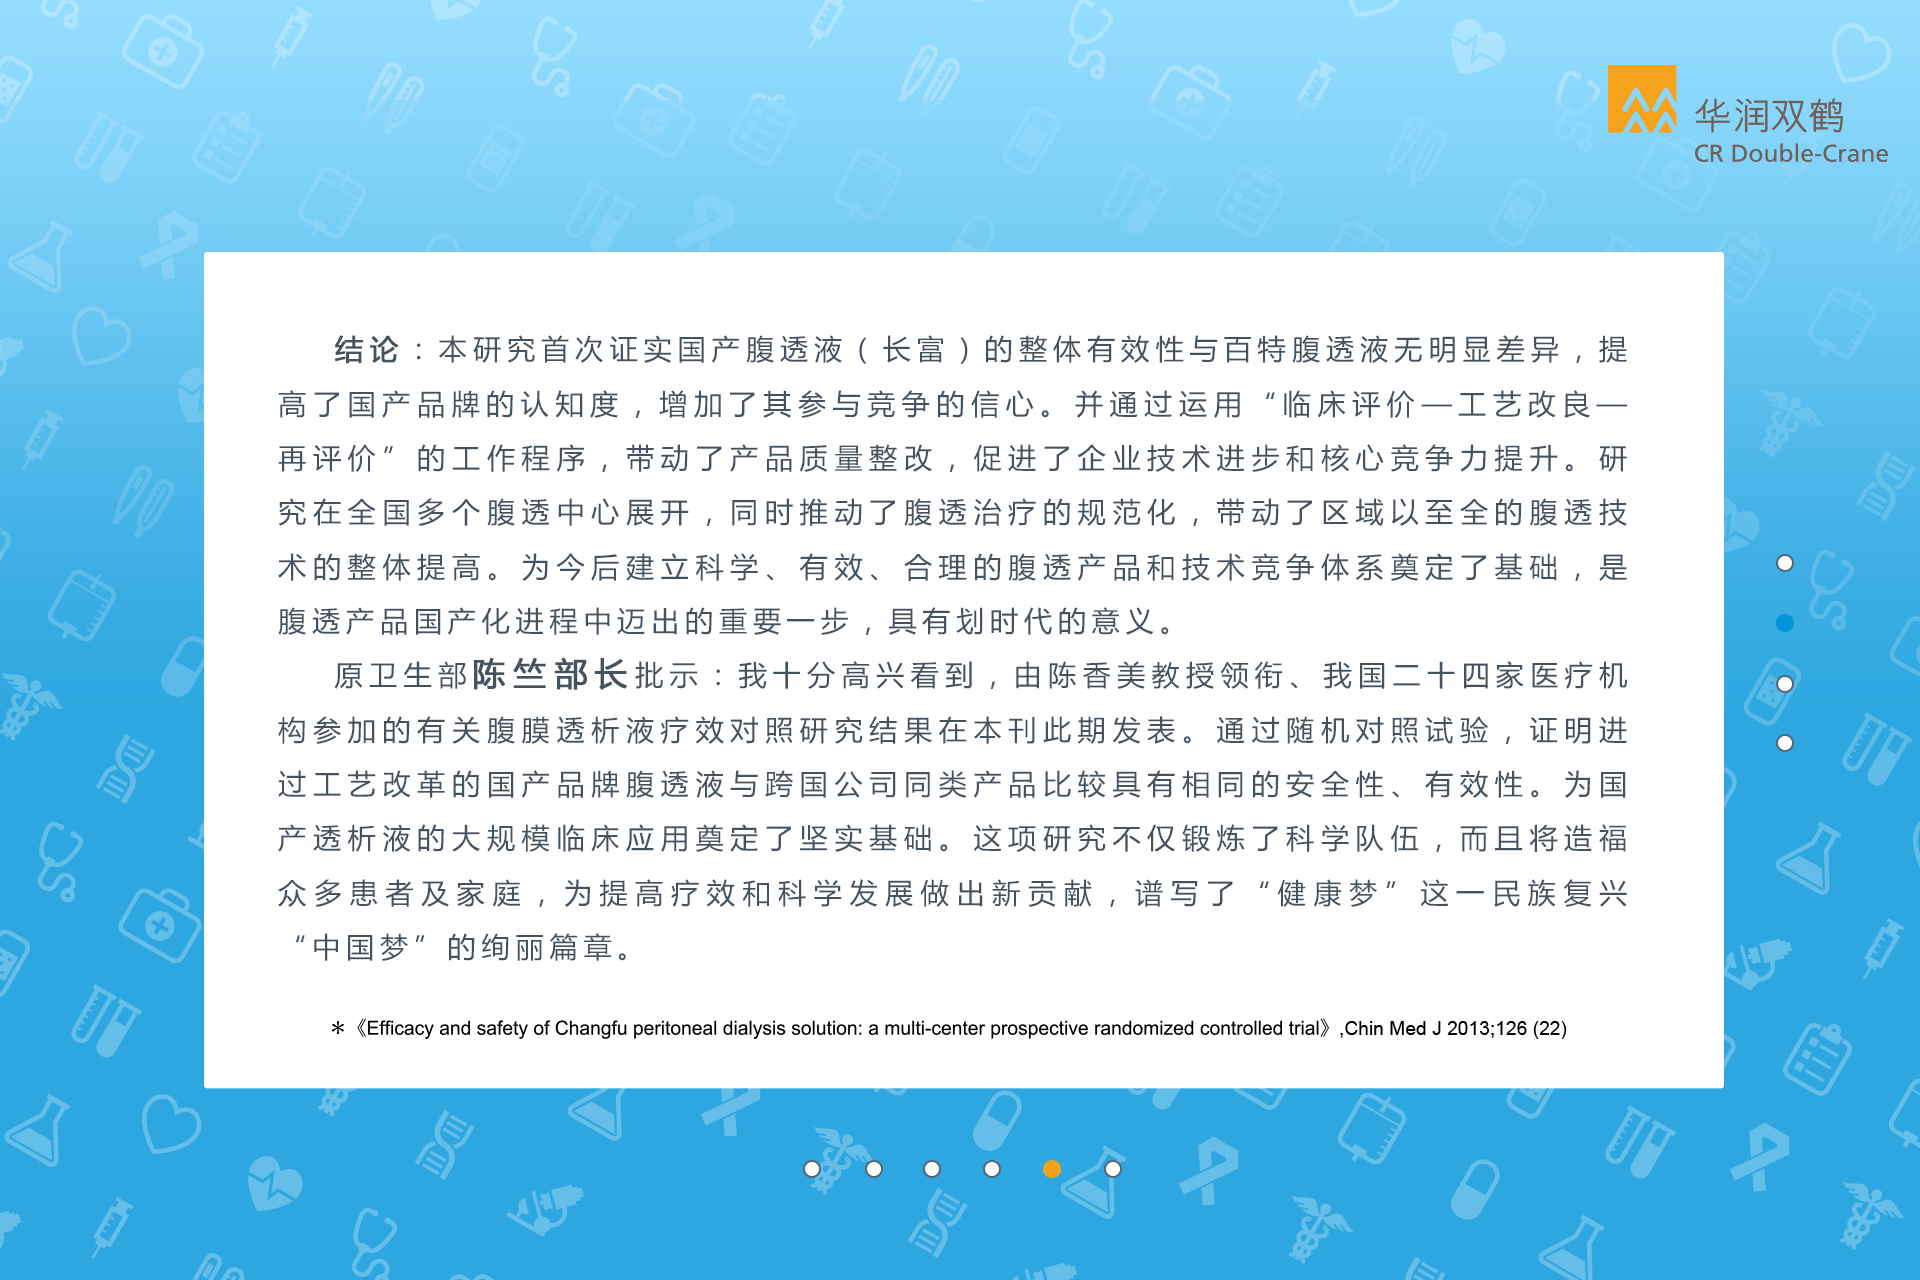 华润双鹤
CR Double-Crane
结论：本研究首次证实国产腹透液（长富）的整体有效性与百特腹透液无明显差异，提
高了国产品牌的认知度，增加了其参与竞争的信心。并通过运用“临床评价—工艺改良—
再评价”的工作程序，带动了产品质量整改，促进了企业技术进步和核心竞争力提升。研
究在全国多个腹透中心展开，同时推动了腹透治疗的规范化，带动了区域以至全的腹透技
术的整体提高。为今后建立科学、有效、合理的腹透产品和技术竞争体系奠定了基础，是
腹透产品国产化进程中迈出的重要一步，具有划时代的意义。
原卫生部陈竺部长批示：我十分高兴看到，由陈香美教授领衔、我国二十四家医疗机
构参加的有关腹膜透析液疗效对照研究结果在本刊此期发表。通过随机对照试验，证明进
过工艺改革的国产品牌腹透液与跨国公司同类产品比较具有相同的安全性、有效性。为国
产透析液的大规模临床应用奠定了坚实基础。这项研究不仅锻炼了科学队伍，而且将造福
众多患者及家庭，为提高疗效和科学发展做出新贡献，谱写了“健康梦”这一民族复兴
“中国梦”的绚丽篇章。
＊《Efficacy and safety of Changfu peritoneal dialysis solution: a multi-center prospective randomized controlled trial》,Chin Med J 2013;126 (22)